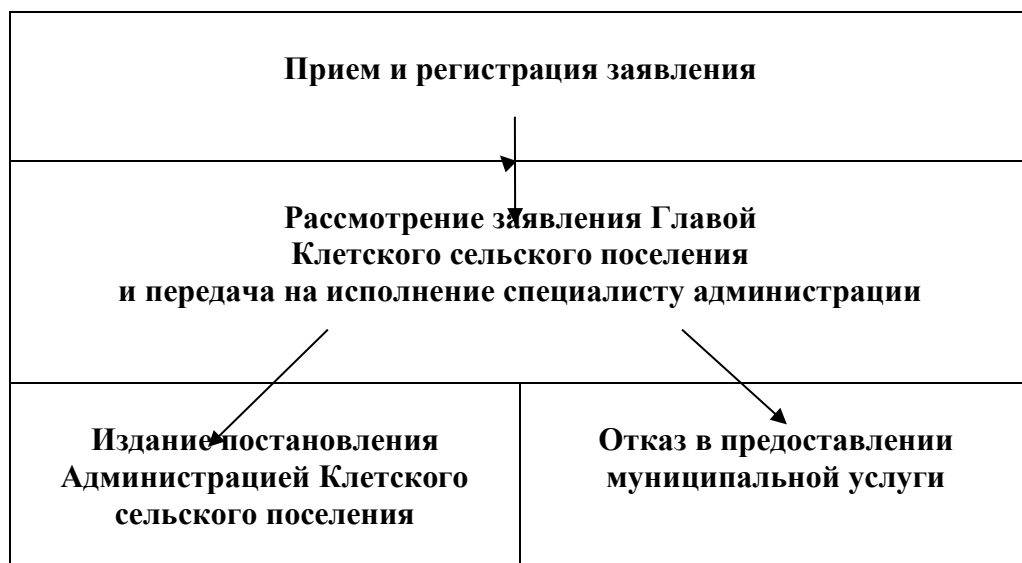 Прием и регистрация заявления
Рассмотрение заявления Главой
Клетского сельского поселения
и передача на исполнение специалисту администрации
Издание постановления
Администрацией Клетского
сельского поселения
Отказ в предоставлении
муниципальной услуги